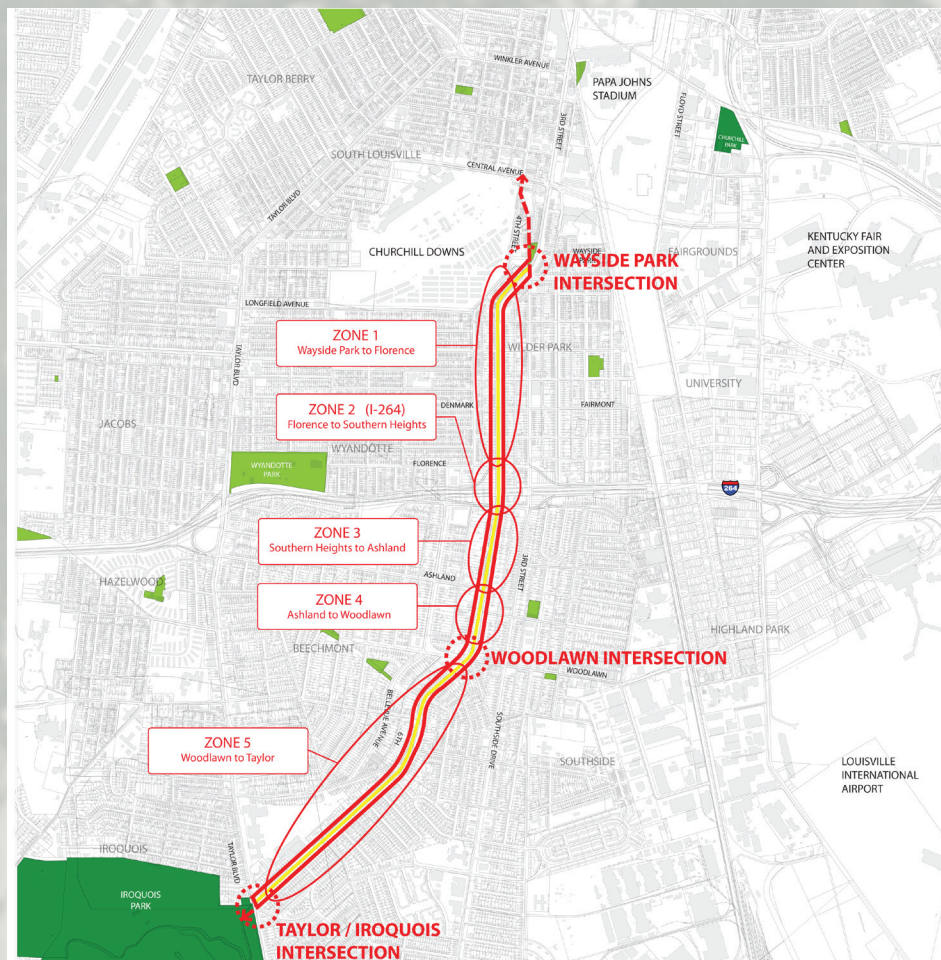 WINKLER AVENUE
TAYLOR BERRY
PAPA JOHNS
STADIUM
FLOYD STREET
3RD STREET
CHURCHILL
PARK
SOUTH LOUISVILLE
CENTRAL AVENUE
TAYLOR BLVD
4TH STREET
CHURCHILL DOWNS
WAYSIDE
FAIRGROUNDS
KENTUCKY FAIR
AND EXPOSITION
CENTER
WAYSIDE PARK
INTERSECTION
LONGFIELD AVENUE
ZONE 1
Wayside Park to Florence
WILDER PARK
TAYLOR BLVD
UNIVERSITY
ZONE 2 (I-264)
Florence to Southern Heights
DENMARK
FAIRMONT
JACOBS
WYANDOTTE
WYANDOTTE
PARK
FLORENCE
264
ZONE 3
Southern Heights to Ashland
3RD STREET
ASHLAND
HAZELWOOD
ZONE 4
Ashland to Woodlawn
HIGHLAND PARK
BEECHMONT
WOODLAWN INTERSECTION
WOODLAWN
BELLEVUE AVENUE
6TH
SOUTHSIDE DRIVE
ZONE 5
Woodlawn to Taylor
SOUTHSIDE
LOUISVILLE
INTERNATIONAL
AIRPORT
IROQUOIS
TAYLOR BLVD
IROQUOIS
PARK
TAYLOR / IROQUOIS
INTERSECTION